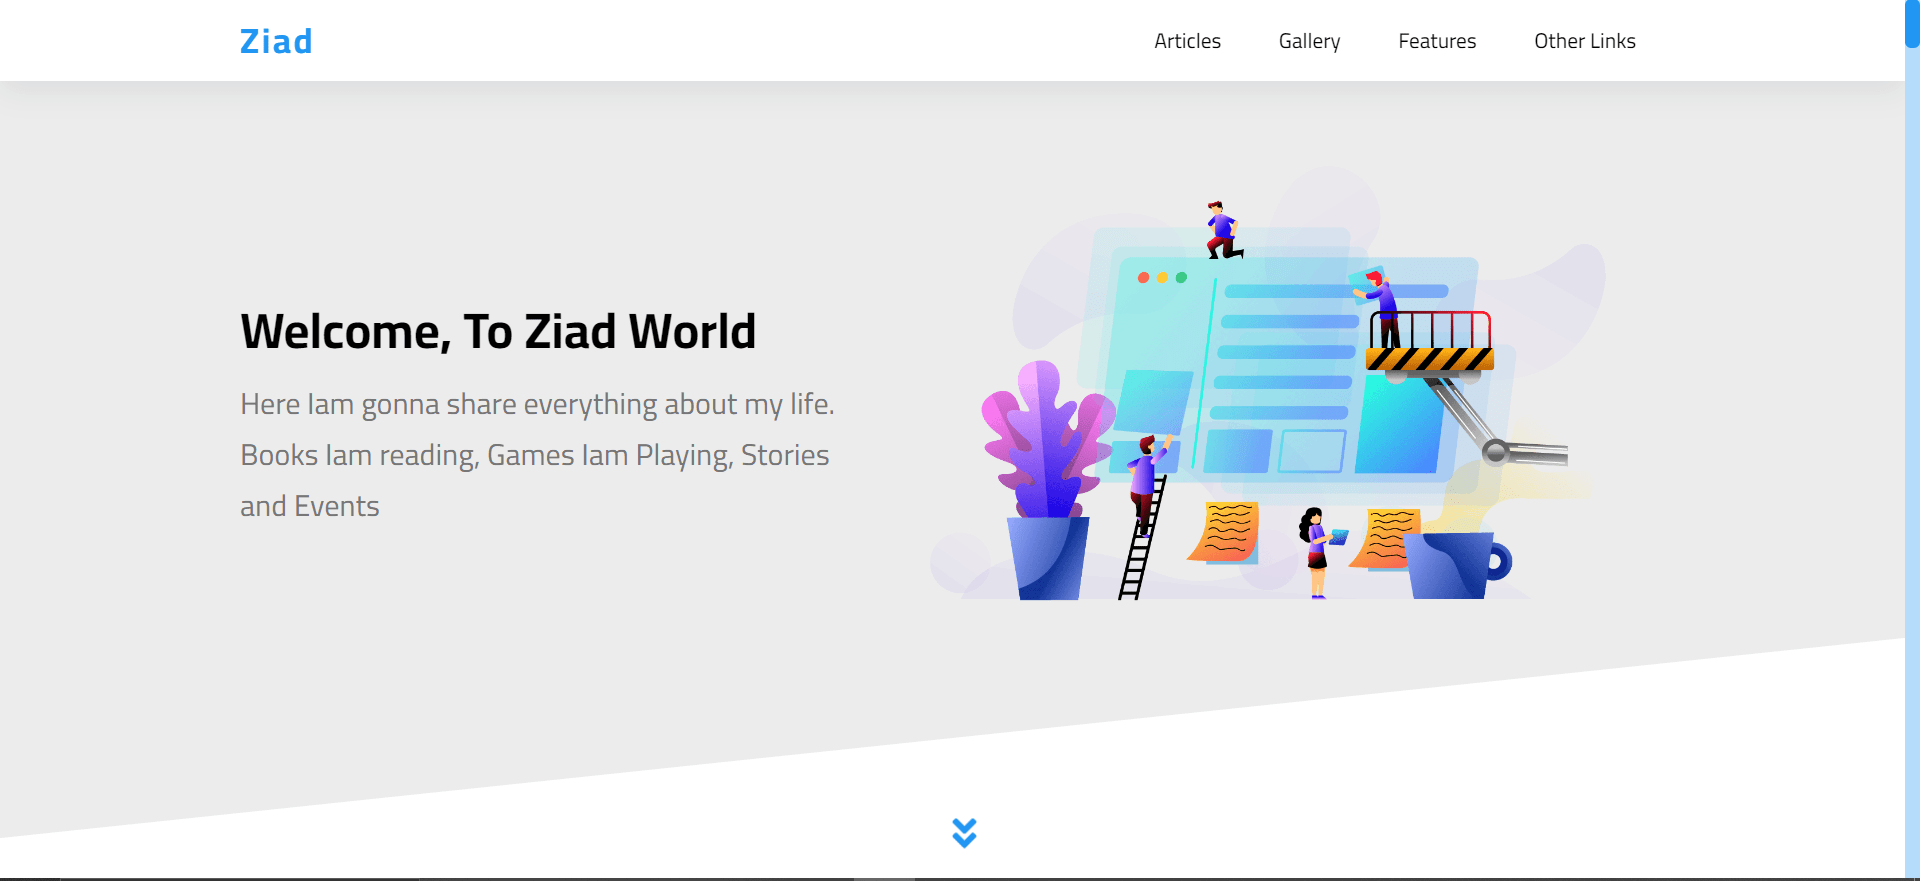 Ziad
Articles
Gallery
Features
Other Links
Welcome, To Ziad World
Here Iam gonna share everything about my life.
Books Iam reading, Games Iam Playing, Stories
and Events